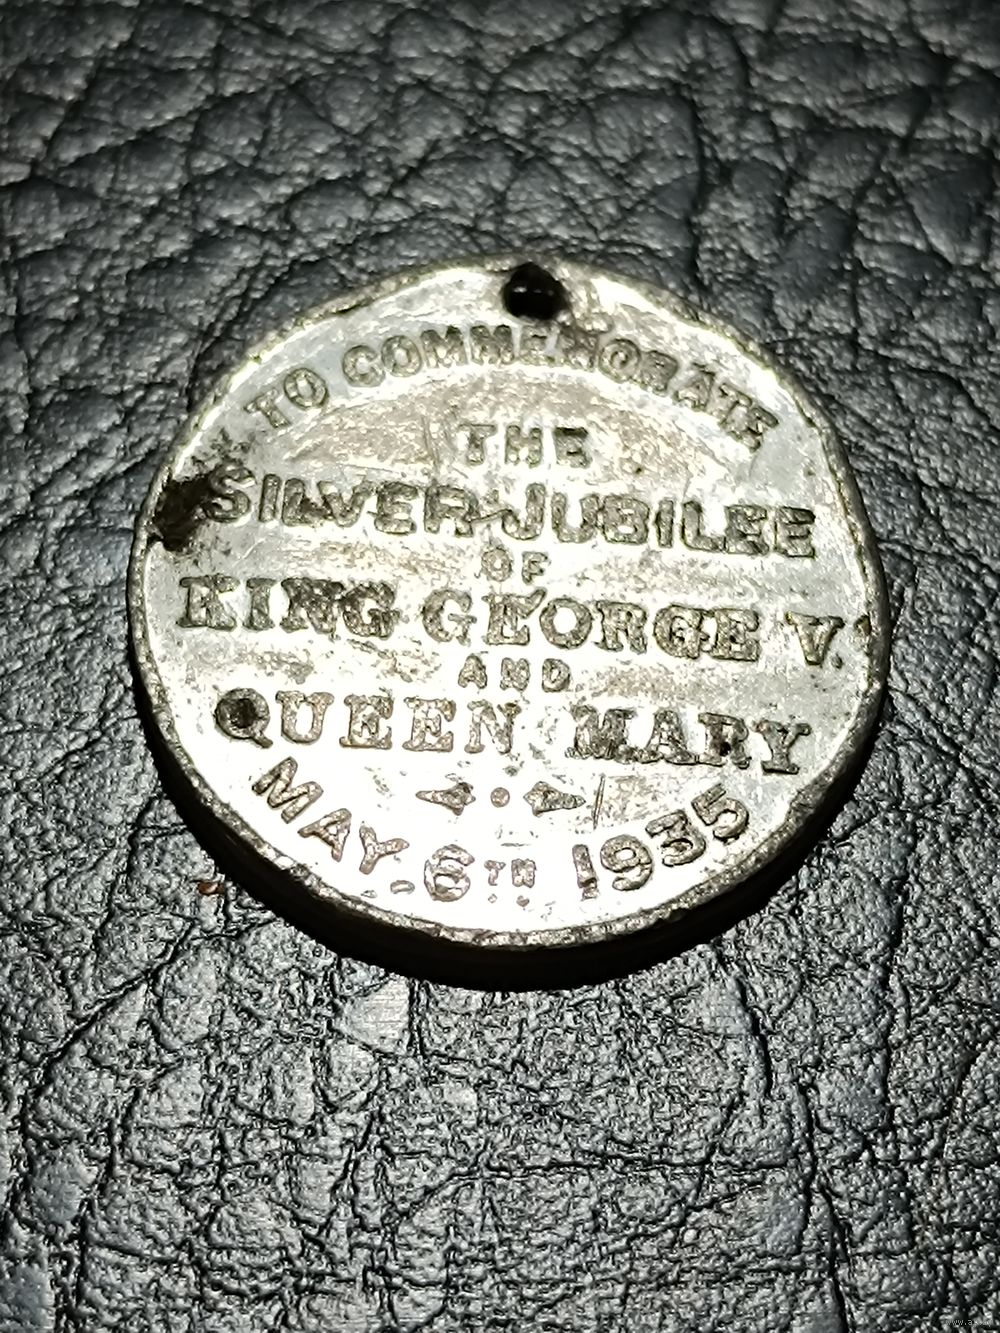 TO COMMEMORATE
THE
SILVER JUBILEE
OF
KING GEORGE V.
AND
QUEEN MARY
MAY. 6TH 1935